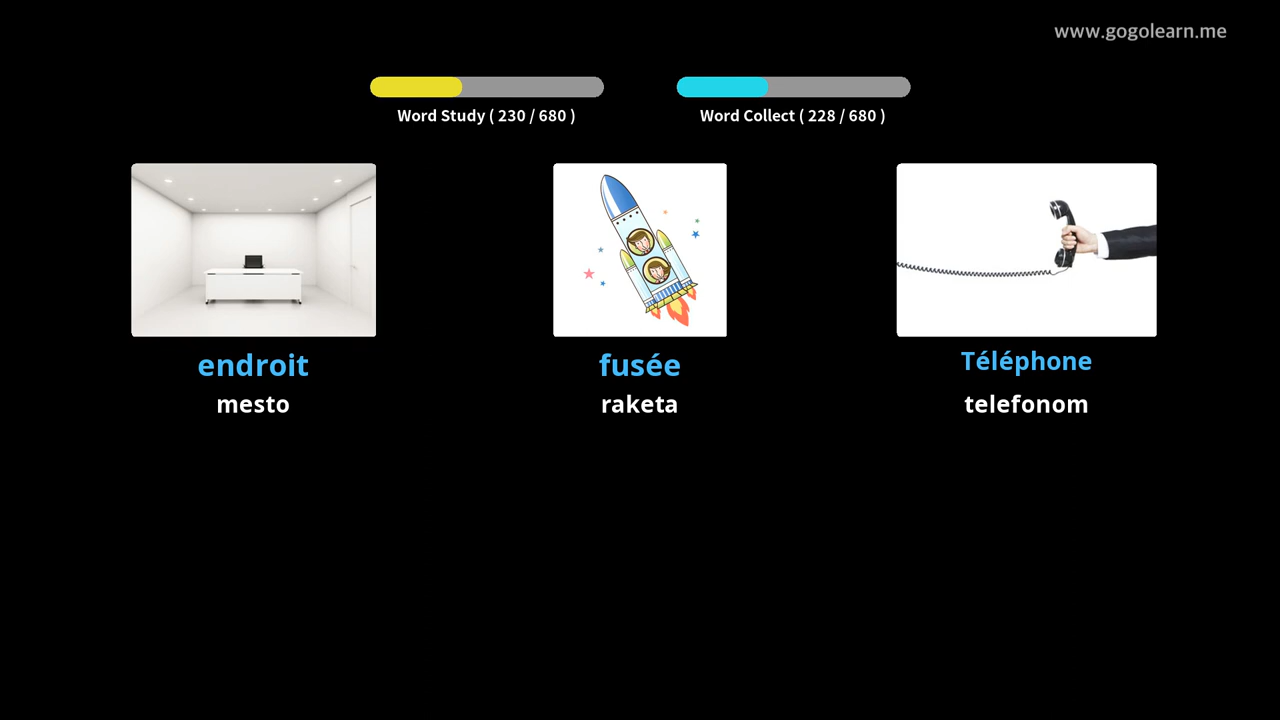 www.gogolearn.me
Word Study ( 230 / 680 )
Word Collect ( 228 / 680 )
endroit
mesto
fusée
raketa
Téléphone
telefonom